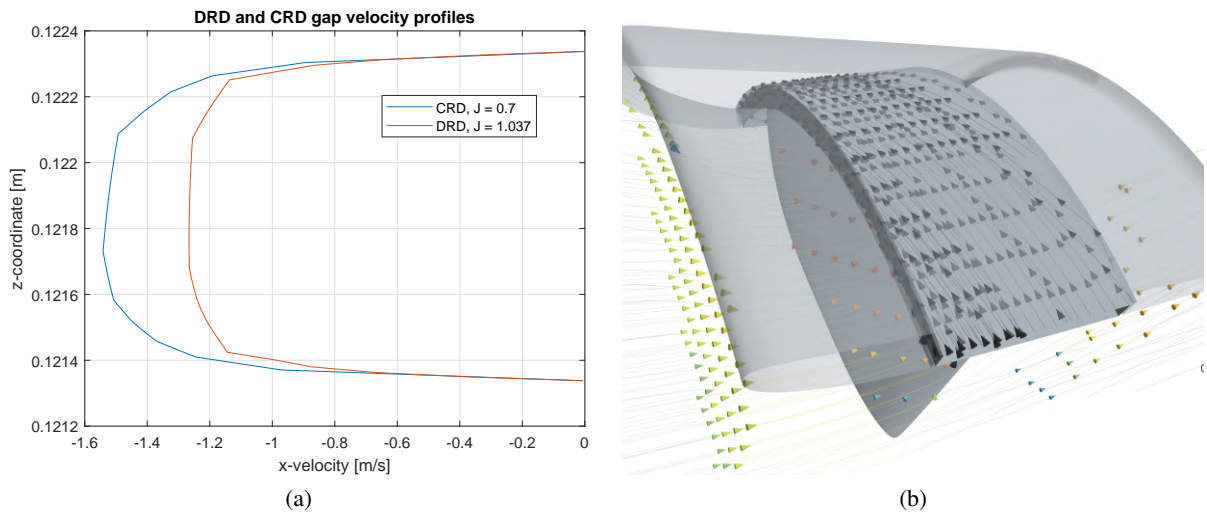 DRD and CRD gap velocity profiles
0.1224
0.1222
0.122
0.1218
0.1216
0.1214
0.1212
z-coordinate [m]
CRD, J = 0.7
DRD, J = 1.037
-1.6 -1.4 -1.2 -1 -0.8 -0.6 -0.4 -0.2 0
x-velocity [m/s]
(a)
(b)